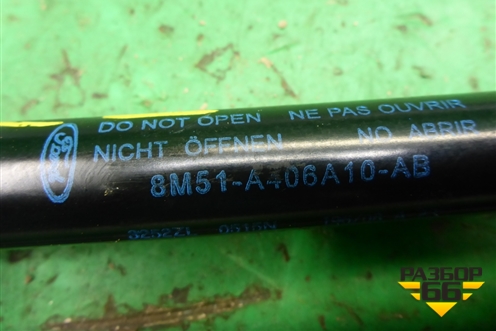 Ford
DO NOT OPEN NE PAS OUVRIR
NICHT ÖFFNEN NO ABRIR
8M51-A406A10-AB
РАЗБОР
66